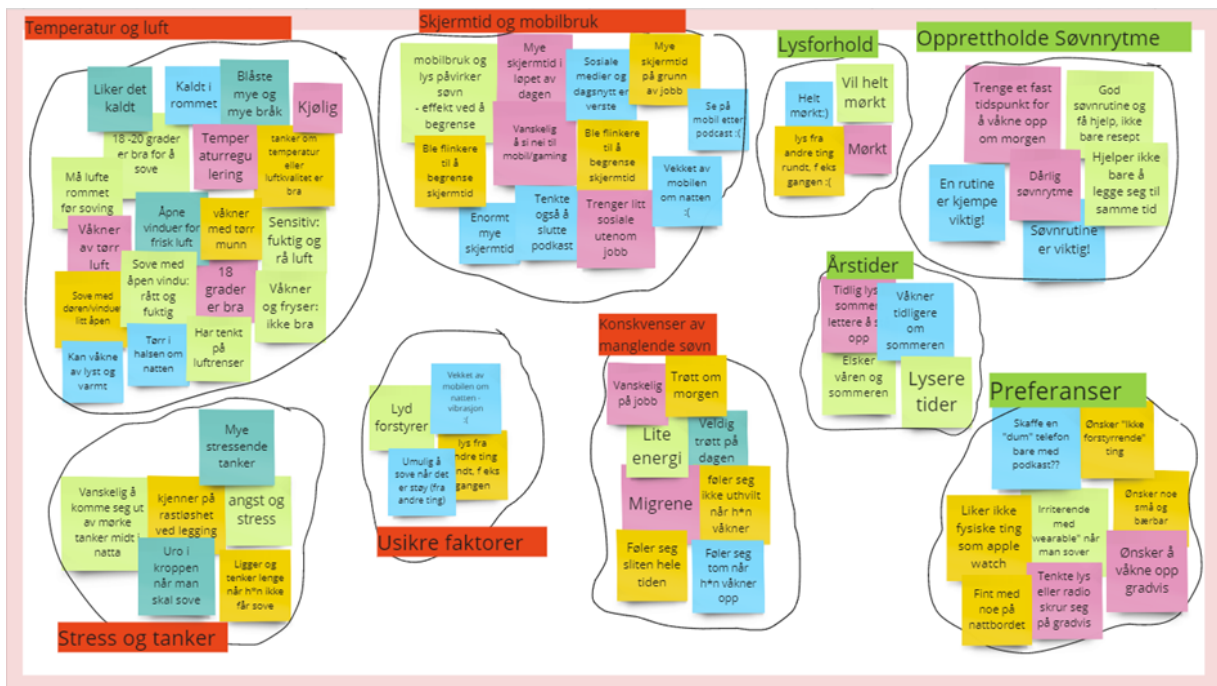 Temperatur og luft
Liker det
kaldt
Kaldt i
rommet
Blåste
mye og
mye bråk
Kjølig
18 -20 grader
er bra for å
sove
Temper
aturregu
lering
tanker om
temperatur
eller
luftkvalitet er
bra
Må lufte
rommet
før soving
Åpne
vinduer for
frisk luft
våkner
med tørr
munn
Sensitiv:
fuktig og
rå luft
Våkner
av tørr
luft
Sove med
åpen vindu:
rått og
fuktig
18
grader
er bra
Våkner
og fryser:
ikke bra
Sove med
døren/vinduer
litt åpen
Kan våkne
av lyst og
varmt
Tørr i
halsen om
natten
Har tenkt
på
luftrenser
Skjermtid og mobilbruk
mobilbruk og
lys påvirker
søvn
- effekt ved å
begrense
Mye
skjermtid i
løpet av
dagen
Sosiale
medier og
dagsnytt er
verste
Mye
skjermtid
på grunn
av jobb
Se på
mobil etter
podcast :(
Ble flinkere
til å
begrense
skjermtid
Vanskelig
å si nei til
mobil/gaming
Ble flinkere
til å
begrense
skjermtid
Vekket av
mobilen
om natten
:(
Enormt
mye
skjermtid
Tenkte
også å
slutte
podkast
Trenger litt
sosiale
utenom
jobb
Lysforhold
Helt
mørkt:)
Vil helt
mørkt
lys fra
andre ting
rundt, f eks
gangen :(
Mørkt
Opprettholde Søvnrytme
Trenge et fast
tidspunkt for
å våkne opp
om morgen
God
søvnrutine og
få hjelp, ikke
bare resept
En rutine
er kjempe
viktig!
Dårlig
søvnrytme
Hjelper ikke
bare å
legge seg til
samme tid
Søvnrutine
er viktig!
Årstider
Tidlig lys
sommer
lettere å s
opp
Våkner
tidligere
om
sommeren
Elsker
våren og
sommeren
Lysere
tider
Stress og tanker
Mye
stressende
tanker
Vanskelig å
komme seg ut
av mørke
tanker midt i
natta
kjenner på
rastløshet
ved legging
angst og
stress
Uro i
kroppen
når man
skal sove
Ligger og
tenker lenge
når h*n ikke
får sove
Usikre faktorer
Lyd
forstyrer
Vekket av
mobilen om
natten -
vibrasjon
:(
Umulig å
sove når det
er støy (fra
andre ting)
lys fra
andre ting
undt, f eks
gangen
Konskvenser av
manglende søvn
Vanskelig
på jobb
Trøtt om
morgen
Lite
energi
Veldig
trøtt på
dagen
Migrene
føler seg
ikke uthvilt
når h*n
våkner
Føler seg
sliten hele
tiden
Føler seg
tom når h*n
våkner opp
Preferanser
Skaffe en
"dum" telefon
bare med
podkast??
Ønsker "Ikke
forstyrrende"
ting
Liker ikke
fysiske ting
som apple
watch
Irriterende
med
wearable" når
man sover
Ønsker noe
små og
bærbar
Fint med
noe på
nattbordet
Tenkte lys
eller radio
skrur seg
på gradvis
Ønsker å
våkne opp
gradvis